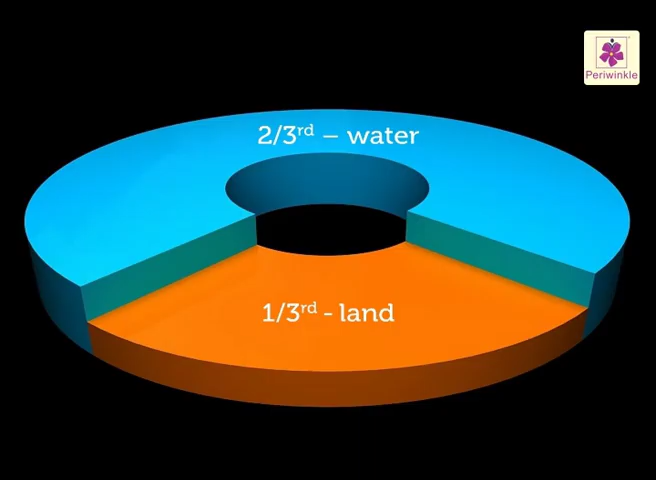 Periwinkle
2/3rd – water
1/3rd - land